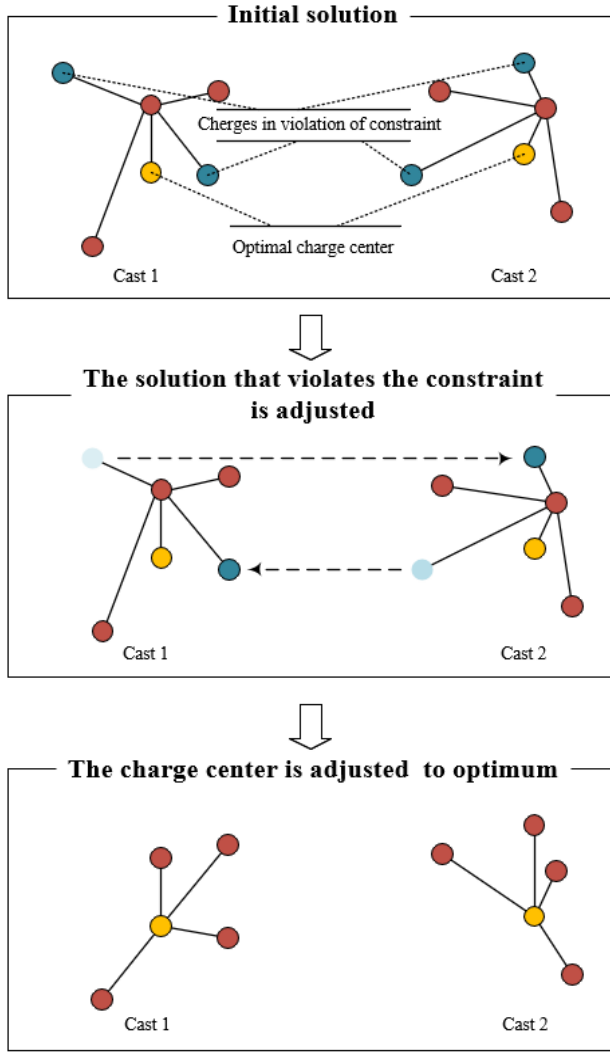 Initial solution
Cherges in violation of constraint
Optimal charge center
Cast 1
Cast 2
The solution that violates the constraint
is adjusted
Cast 1
Cast 2
The charge center is adjusted to optimum
Cast 1
Cast 2